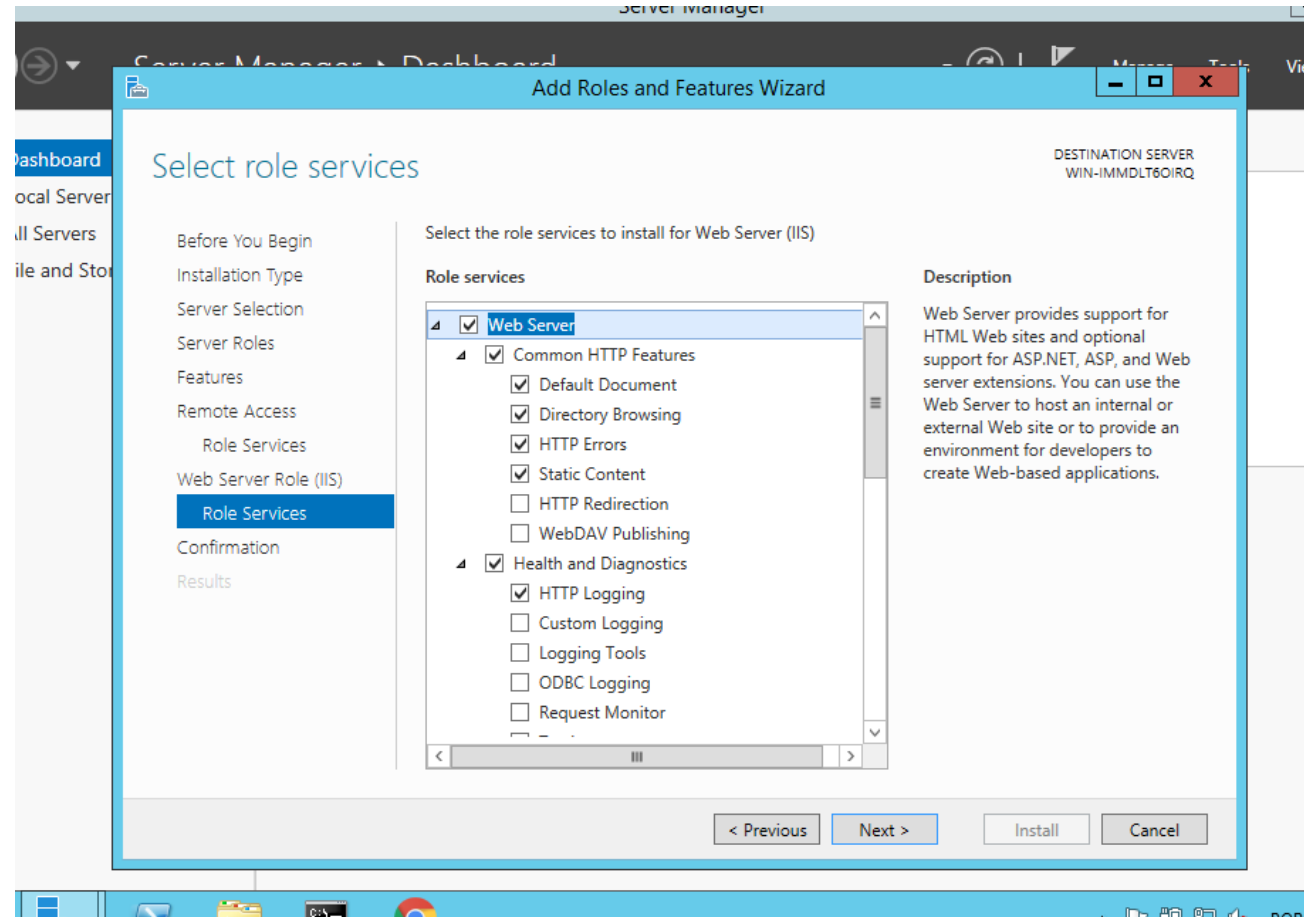 Server Manager
Server Manager ▸ Dashboard
Manage Tools Vie
Add Roles and Features Wizard
Dashboard
ocal Server
ll Servers
ile and Stor
Select role services
DESTINATION SERVER
WIN-IMMDLT6OIRQ
Before You Begin
Installation Type
Server Selection
Server Roles
Features
Remote Access
Role Services
Web Server Role (IIS)
Role Services
Confirmation
Results
Select the role services to install for Web Server (IIS)
Role services
Web Server
Common HTTP Features
Default Document
Directory Browsing
HTTP Errors
Static Content
HTTP Redirection
WebDAV Publishing
Health and Diagnostics
HTTP Logging
Custom Logging
Logging Tools
ODBC Logging
Request Monitor
Description
Web Server provides support for
HTML Web sites and optional
support for ASP.NET, ASP, and Web
server extensions. You can use the
Web Server to host an internal or
external Web site or to provide an
environment for developers to
create Web-based applications.
< Previous
Next >
Install
Cancel